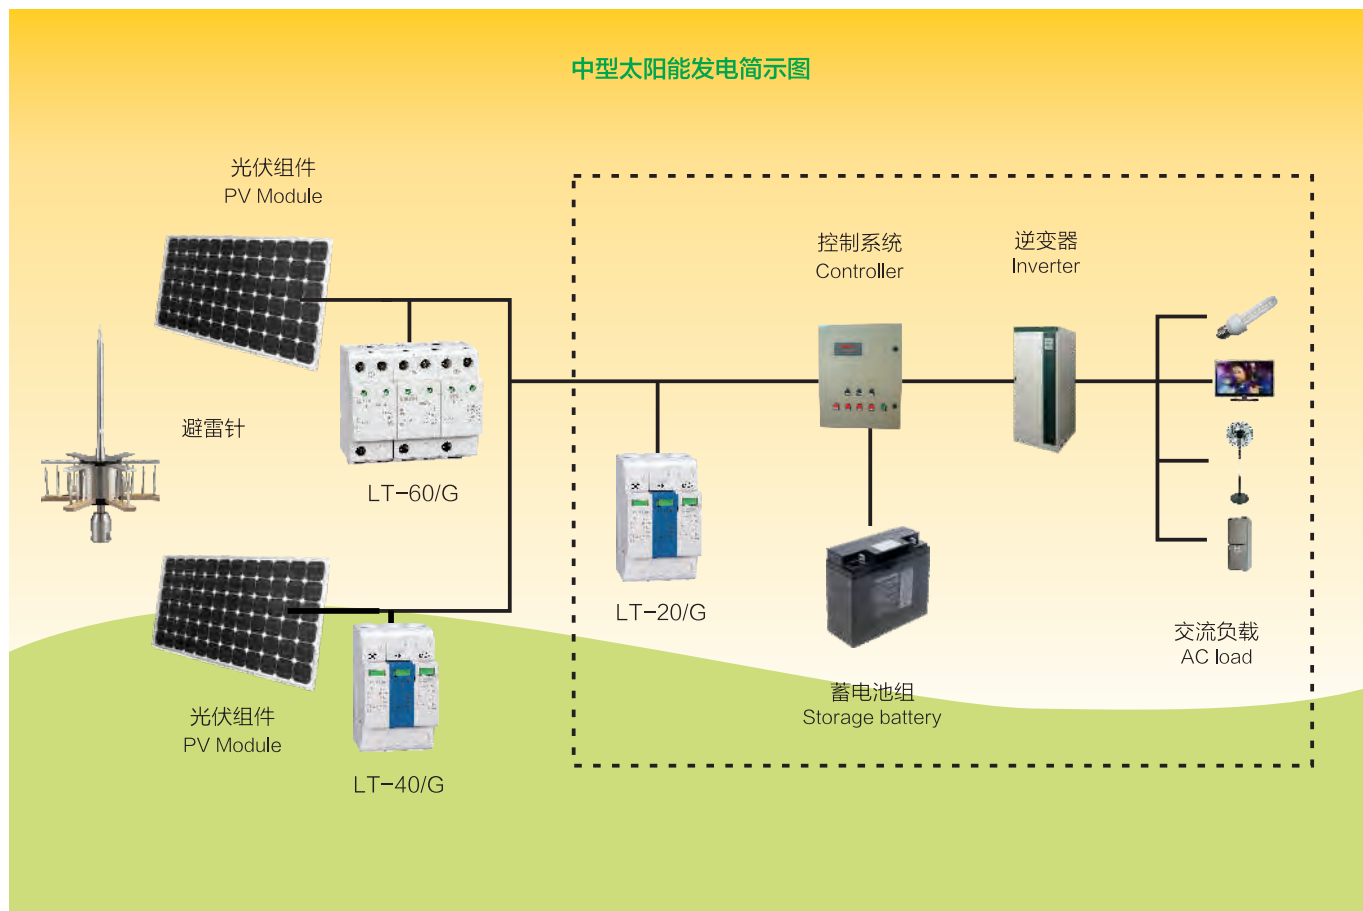 中型太阳能发电简示图
光伏组件
PV Module
控制系统
Controller
逆变器
Inverter
避雷针
LT-60/G
LT-20/G
交流负载
AC load
蓄电池组
Storage battery
光伏组件
PV Module
LT-40/G